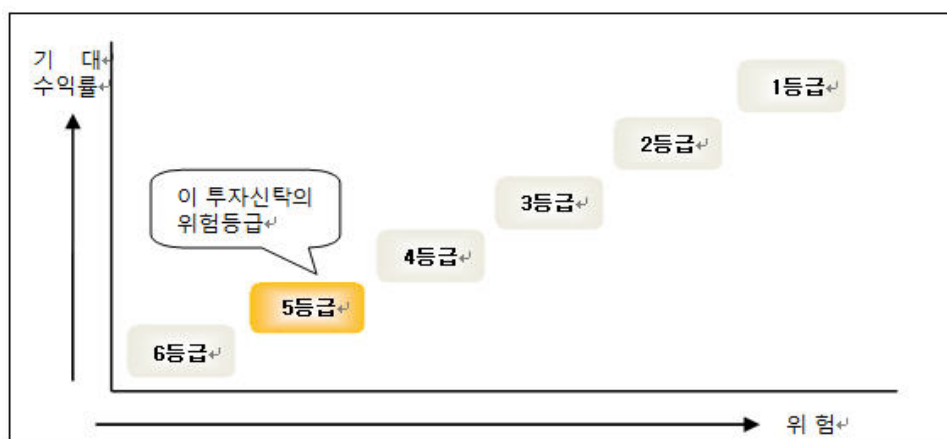 기 대
수익률
1등급
2등급
3등급
이 투자신탁의
위험등급
4등급
5등급
6등급
위 험